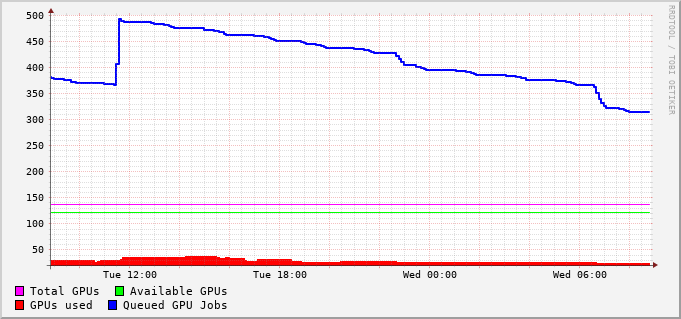 500
450
400
350
300
250
200
150
100
50
Tue 12:00 Tue 18:00 Wed 00:00 Wed 06:00
Total GPUs Available GPUs
GPUs used Queued GPU Jobs
RRDTOOL / TOBI OETIKER